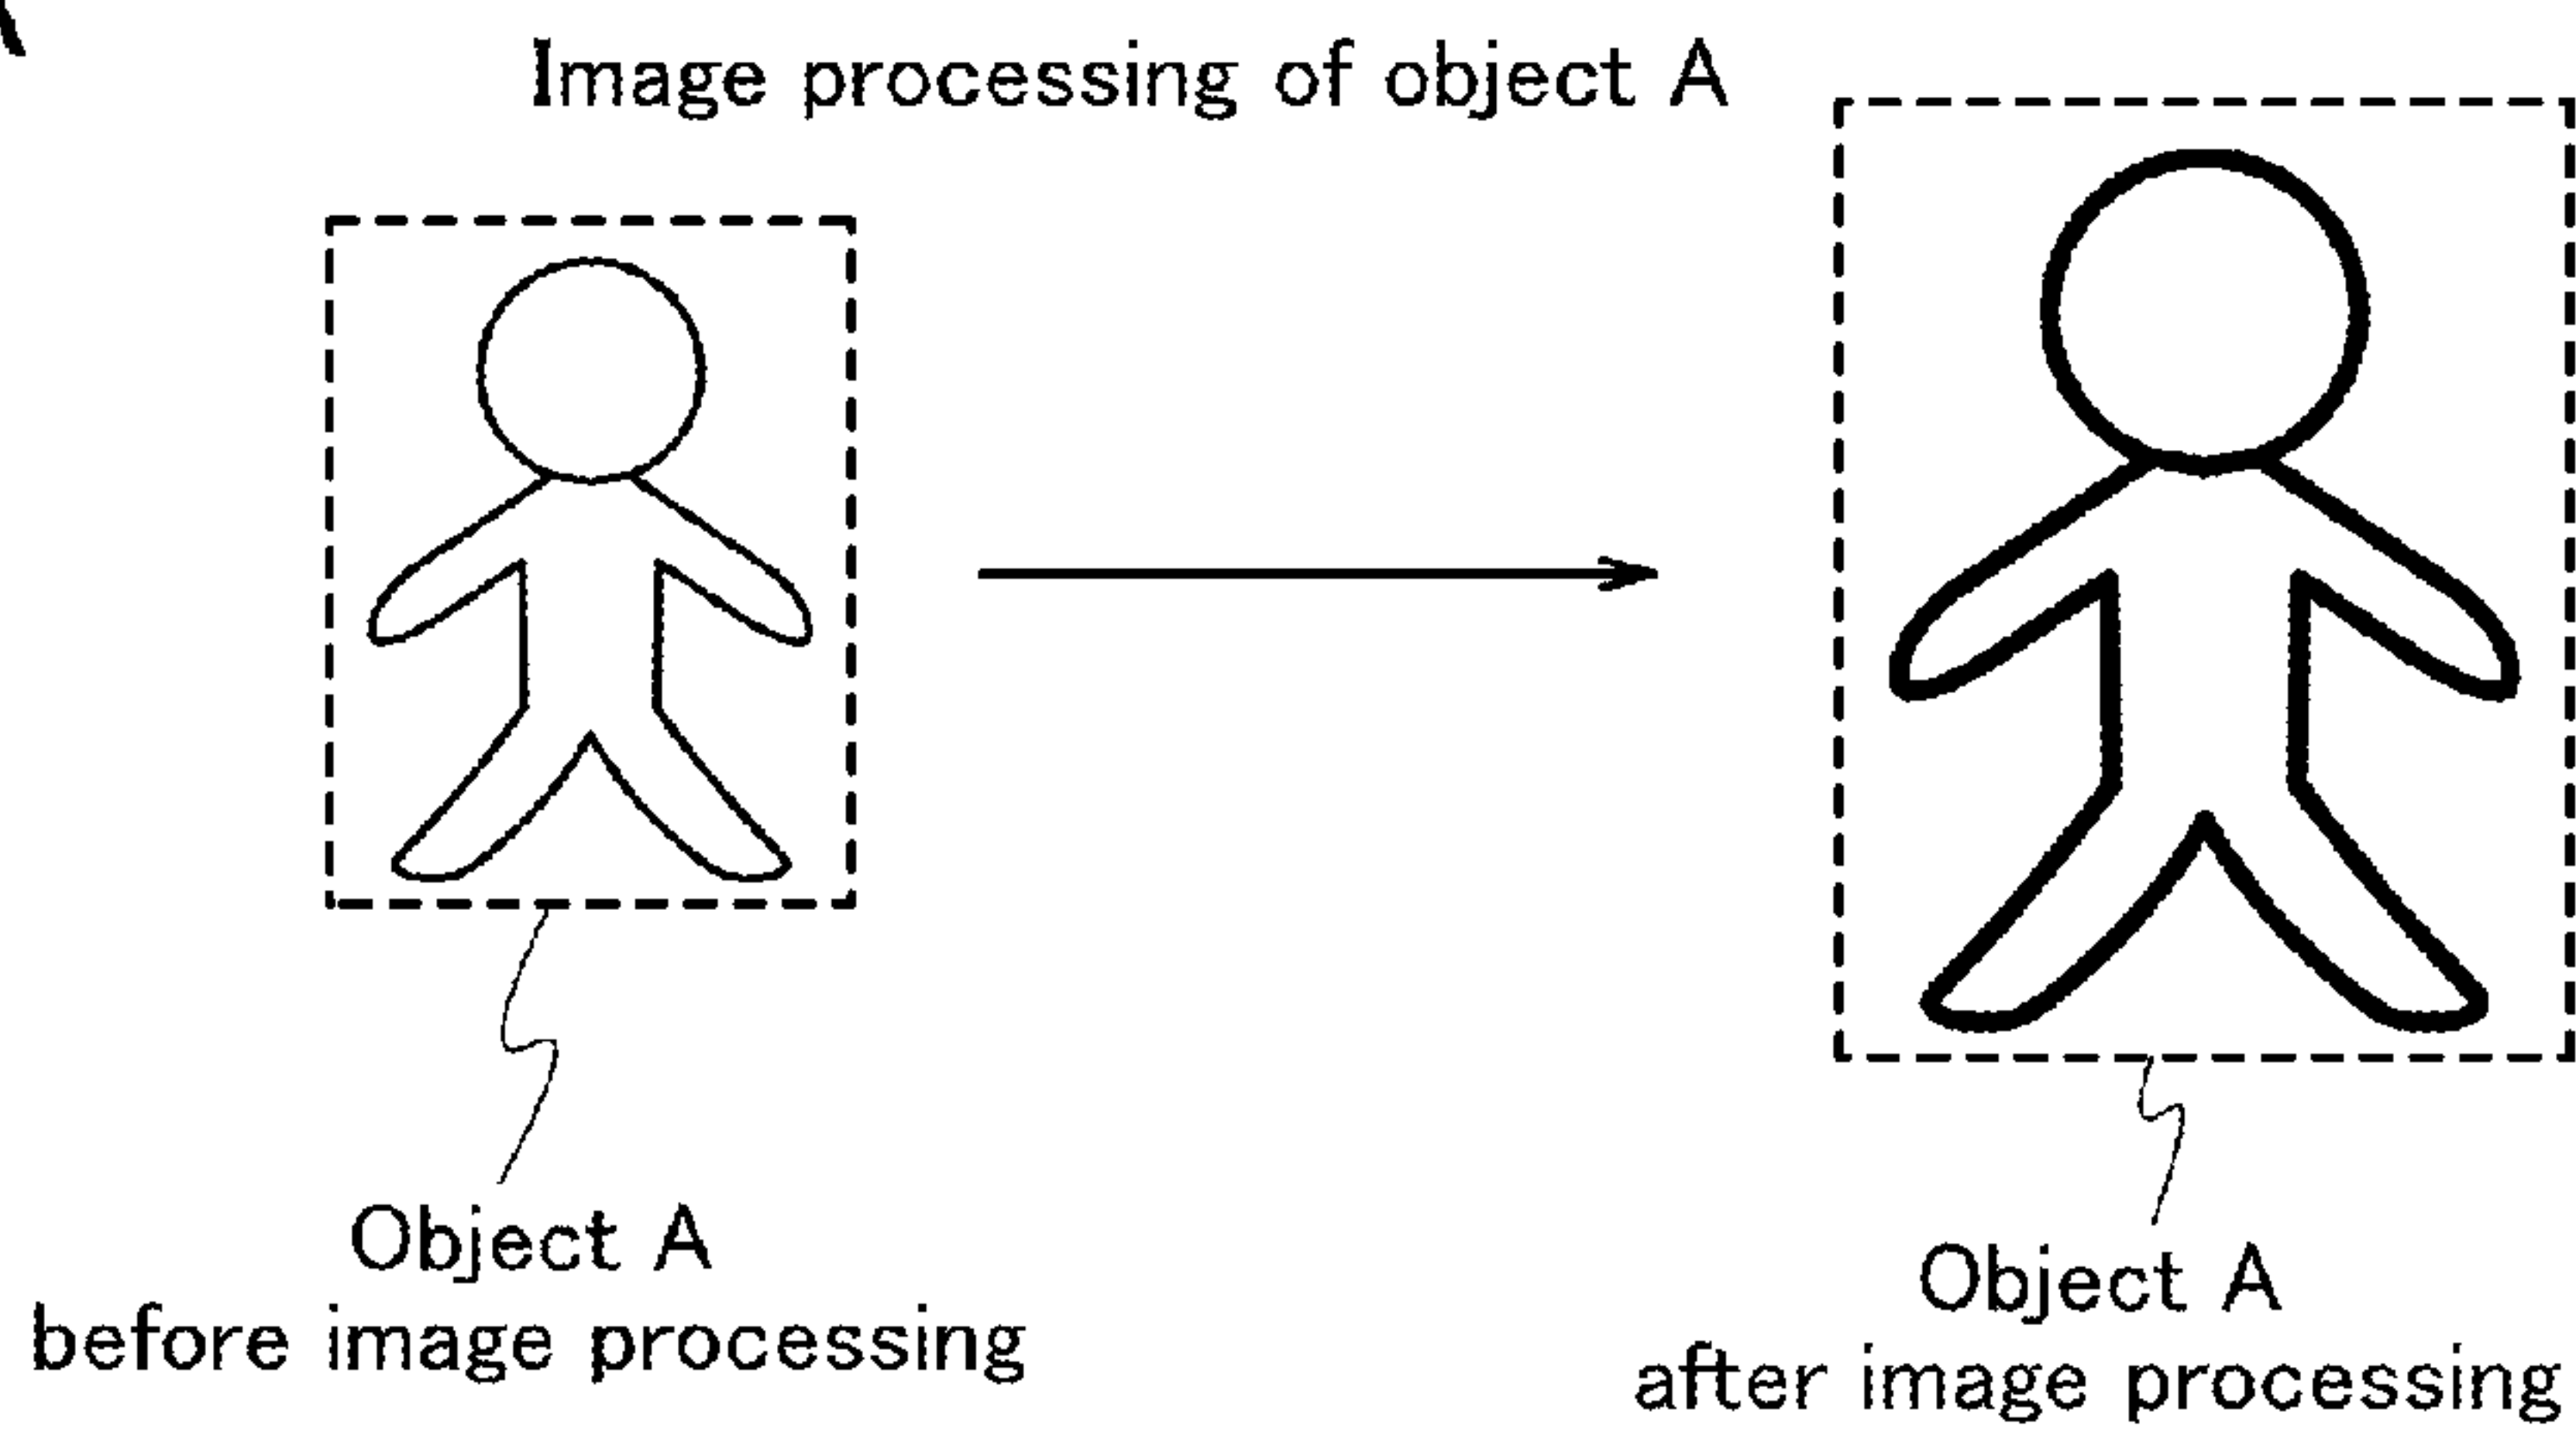 Image processing of object A
Object A
before image processing
Object A
after image processing